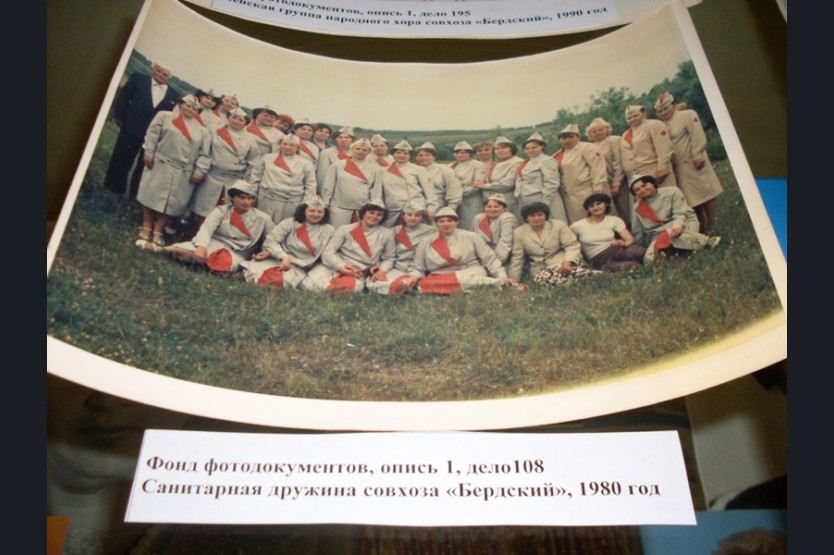 фотодокументов, опись 1, дело 195
группа народного хора совхоза «Бердский», 1990 год
Фонд фотодокументов, опись 1, дело108
Санитарная дружина совхоза «Бердский», 1980 год